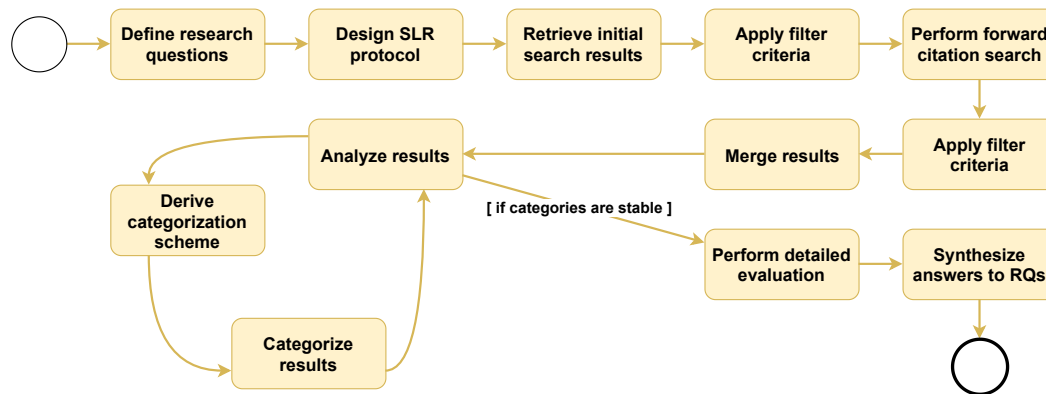 Define research
questions
Design SLR
protocol
Retrieve initial
search results
Apply filter
criteria
Perform forward
citation search
Analyze results
Merge results
Apply filter
criteria
Derive
categorization
scheme
[ if categories are stable ]
Perform detailed
evaluation
Synthesize
answers to RQs
Categorize
results